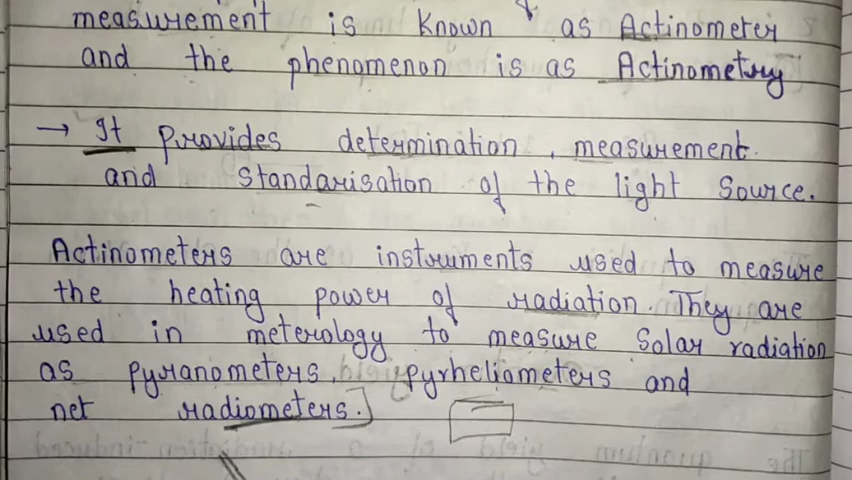 measurement is known as Actinometer
and the phenomenon is as Actinometry
→ It provides determination, measurement.
and standarisation of the light source.
Actinometers are instruments used to measure
the heating power of radiation. They are
used in meterology to measure solar radiation
as pyranometers, pyrheliometers and
net radiometers.]